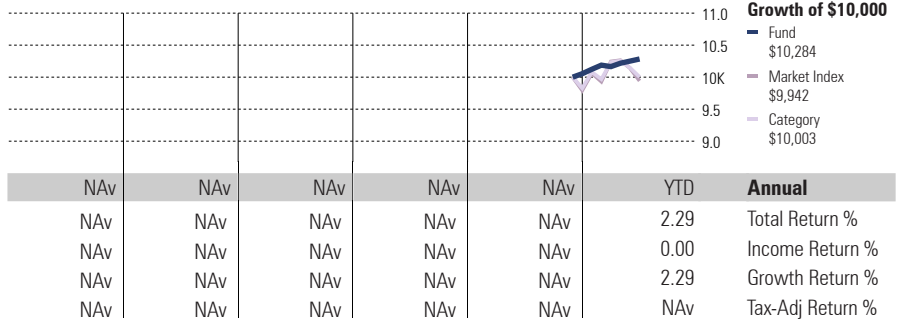 11.0
10.5
10K
9.5
9.0
Growth of $10,000
Fund
$10,284
Market Index
$9,942
Category
$10,003
NAv NAv NAv NAv NAv YTD Annual
NAv NAv NAv NAv NAv 2.29 Total Return %
NAv NAv NAv NAv NAv 0.00 Income Return %
NAv NAv NAv NAv NAv 2.29 Growth Return %
NAv NAv NAv NAv NAv NAv Tax-Adj Return %